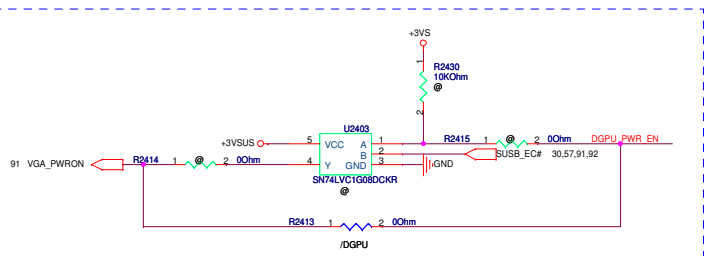 +3VS
1
R2430
10KOhm
@
2
U2403
+3VSUS 5 VCC A 1 R2415 1 @ 2 0Ohm DGPU_PWR_EN
B 2 SUSB_EC# 30,57,91,92
91 VGA_PWRON R2414 1 @ 2 0Ohm 4 Y GND 3 GND
SN74LVC1G08DCKR
@
R2413 1 2 0Ohm
/DGPU